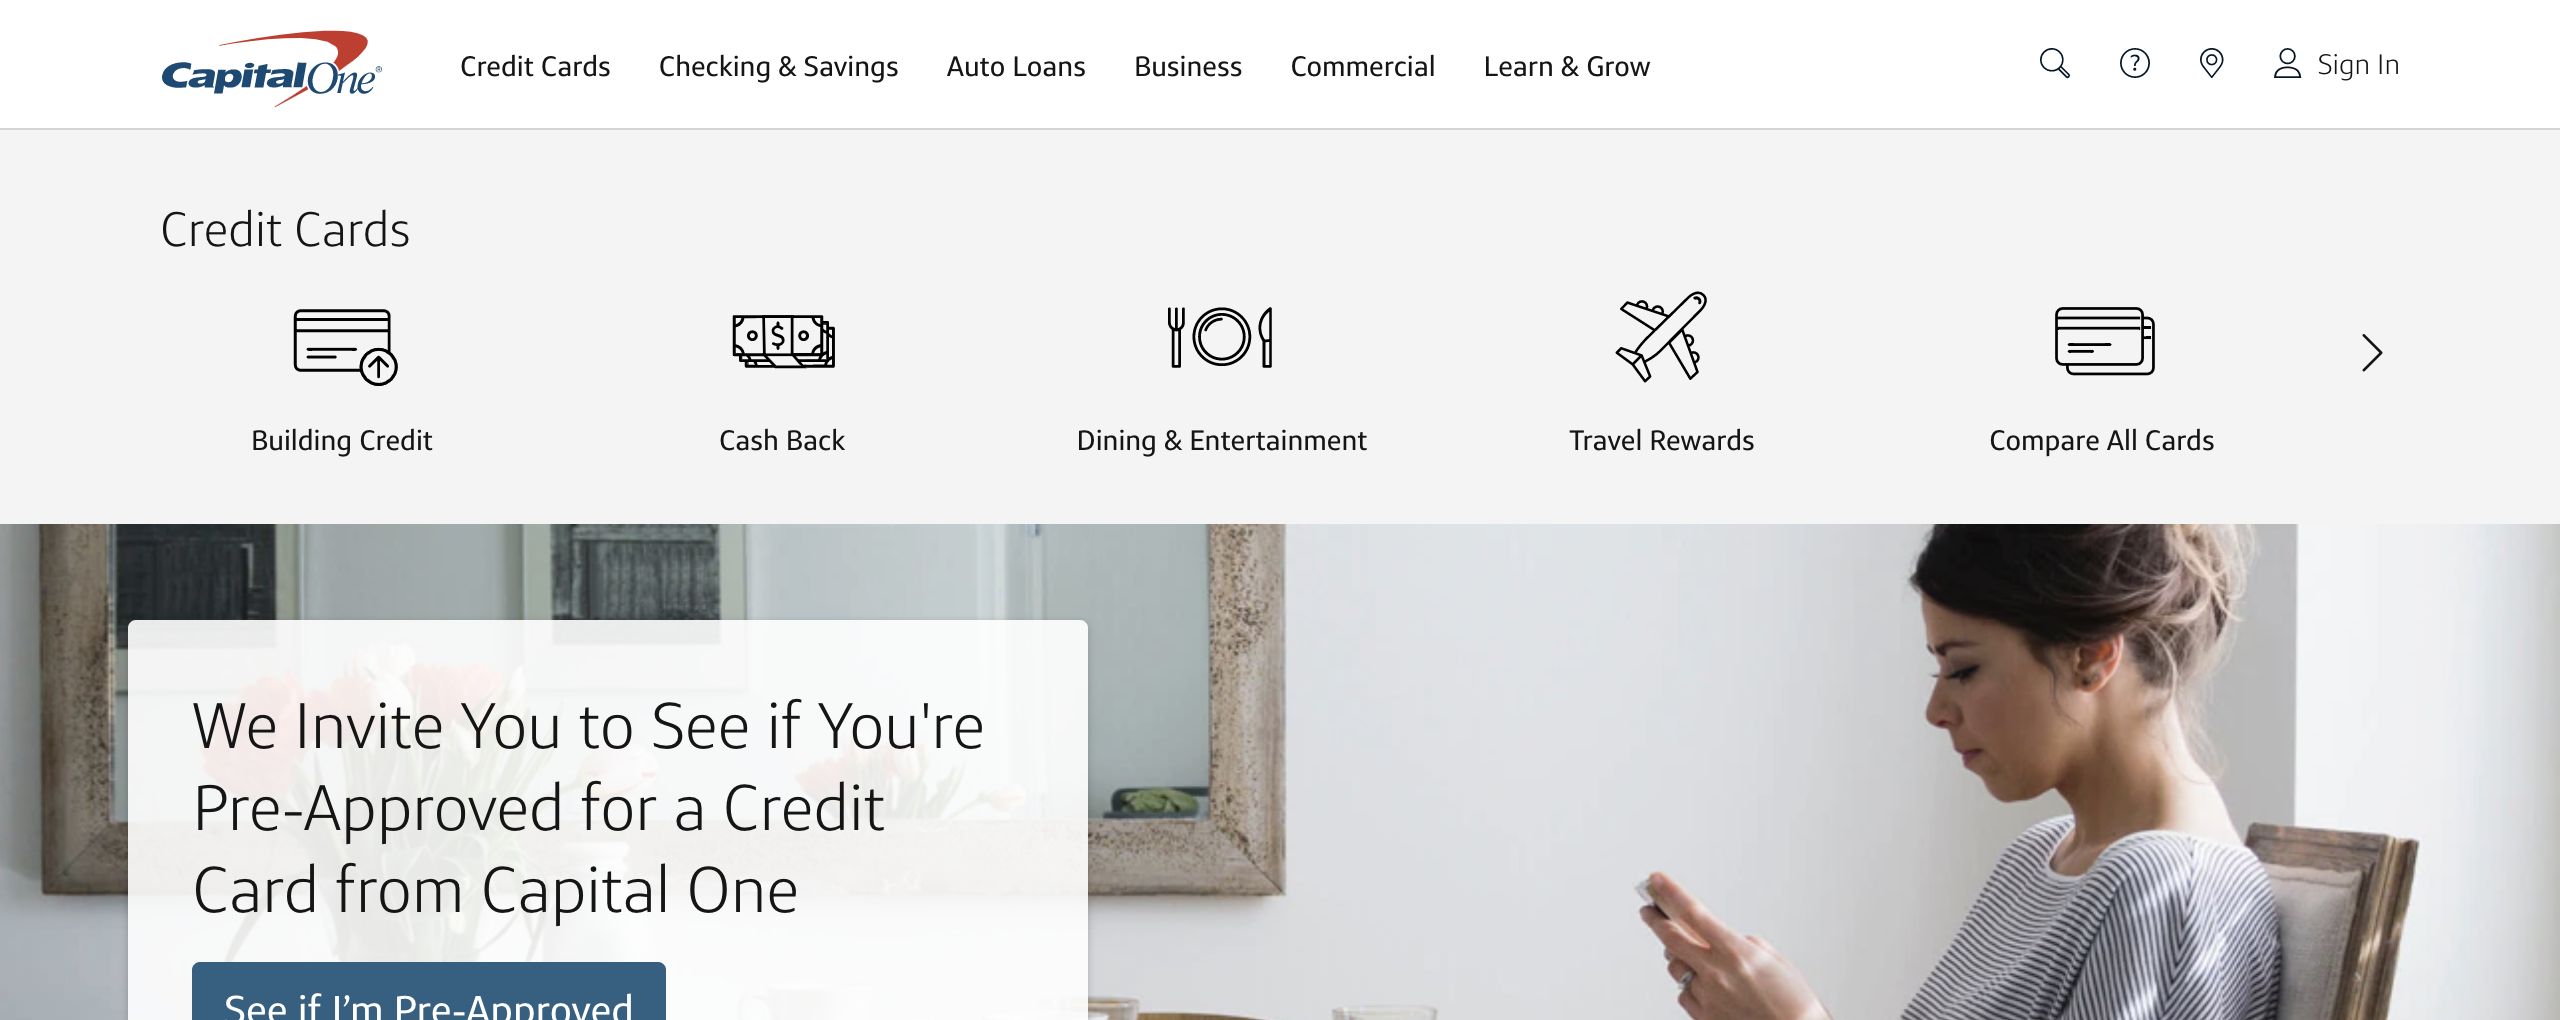 CapitalOne®
Credit Cards
Checking & Savings
Auto Loans
Business
Commercial
Learn & Grow
?
Sign In
Credit Cards
$
Building Credit
Cash Back
Dining & Entertainment
Travel Rewards
Compare All Cards
We Invite You to See if You're
Pre-Approved for a Credit
Card from Capital One
See if I’m Pre-Approved